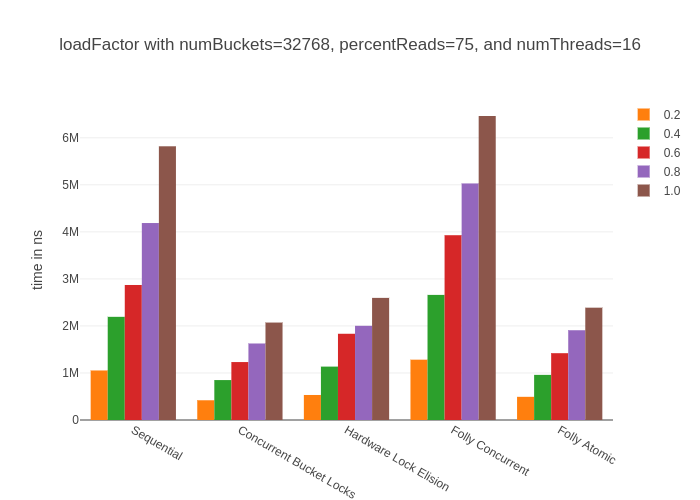 loadFactor with numBuckets=32768, percentReads=75, and numThreads=16
0.2
0.4
0.6
0.8
1.0
6M
5M
4M
3M
2M
1M
0
time in ns
Sequential
Concurrent Bucket Locks
Hardware Lock Elision
Folly Concurrent
Folly Atomic